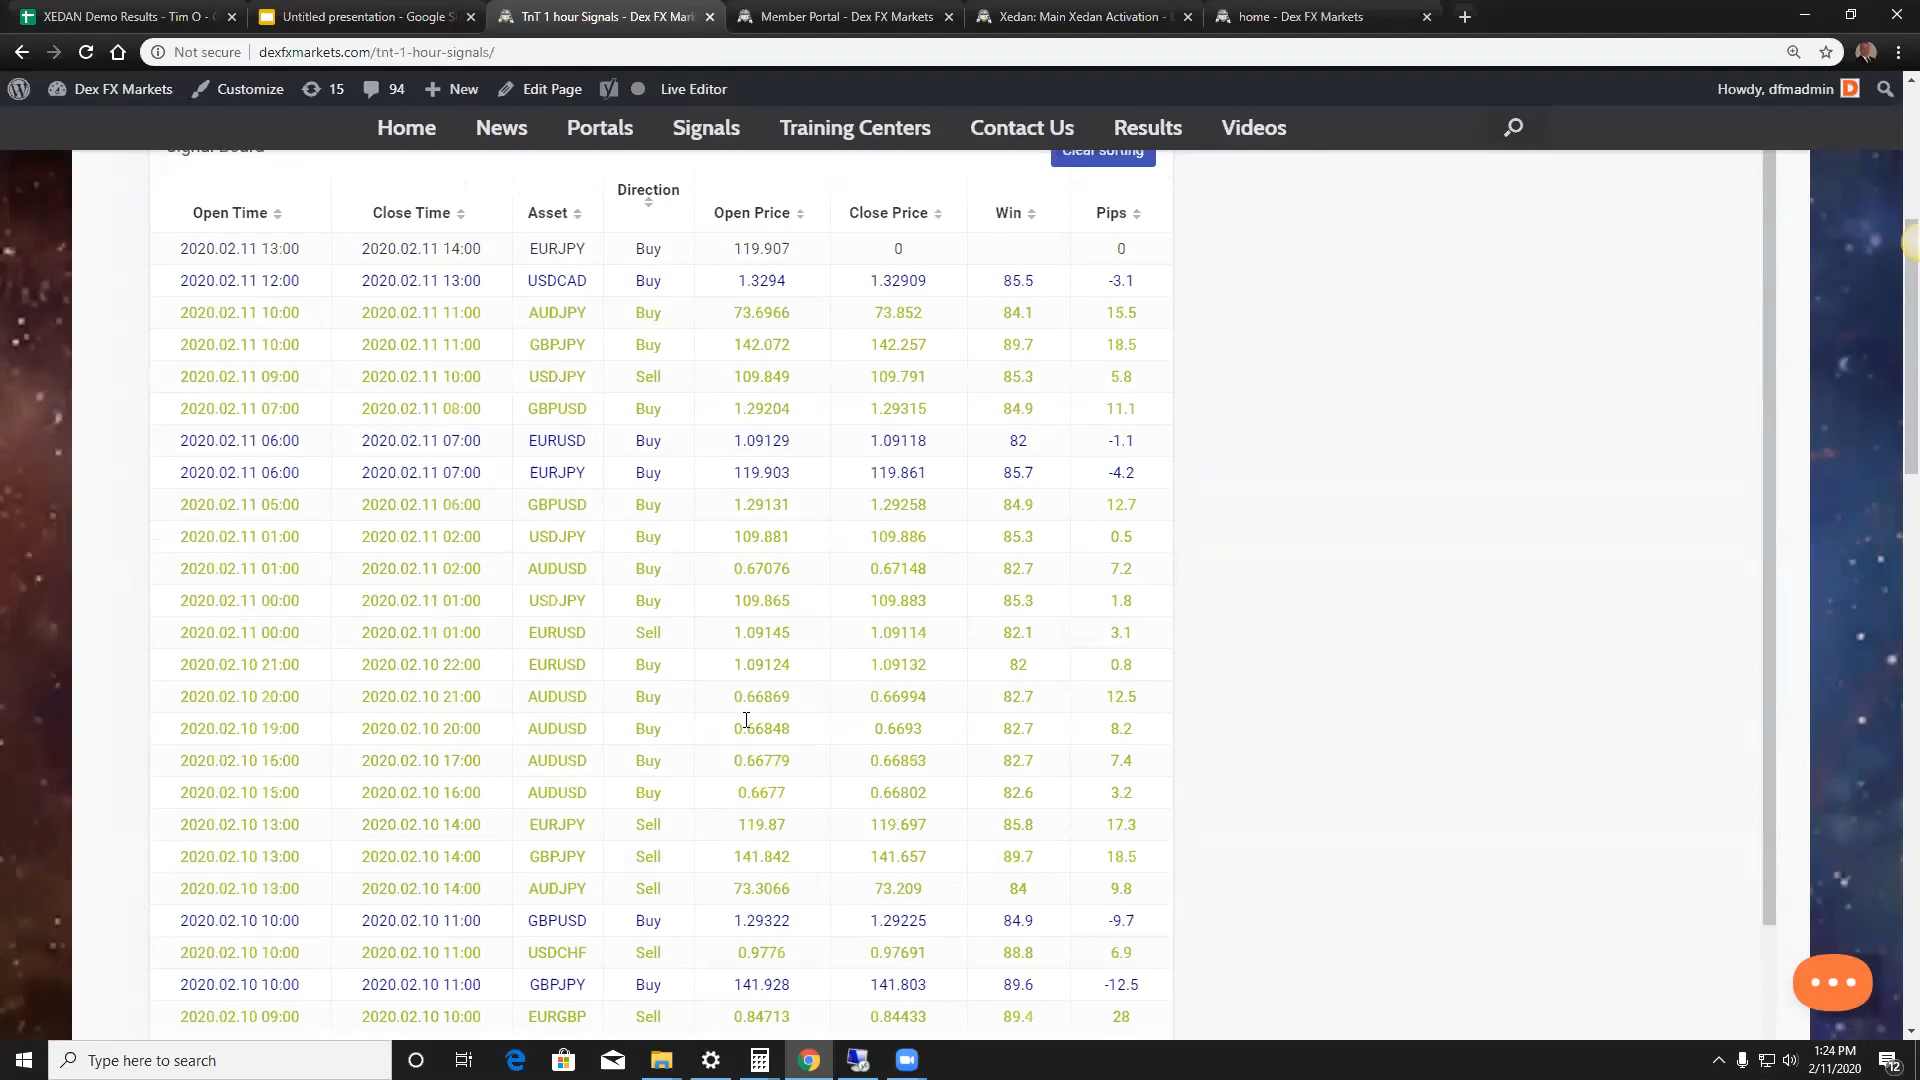 XEDAN Demo Results - Tim O - G
Untitled presentation - Google Sl
TnT 1 hour Signals - Dex FX Mark
Member Portal - Dex FX Markets
Xedan: Main Xedan Activation -
home - Dex FX Markets
Not secure
dexfxmarkets.com/tnt-1-hour-signals/
Dex FX Markets
Customize
15
94
New
Edit Page
Live Editor
Howdy, dfmadmin
Home News Portals Signals Training Centers Contact Us Results Videos
Signal Board
Clear sorting
Open Time Close Time Asset Direction Open Price Close Price Win Pips
2020.02.11 13:00 2020.02.11 14:00 EURJPY Buy 119.907 0 0
2020.02.11 12:00 2020.02.11 13:00 USDCAD Buy 1.3294 1.32909 85.5 -3.1
2020.02.11 10:00 2020.02.11 11:00 AUDJPY Buy 73.6966 73.852 84.1 15.5
2020.02.11 10:00 2020.02.11 11:00 GBPJPY Buy 142.072 142.257 89.7 18.5
2020.02.11 09:00 2020.02.11 10:00 USDJPY Sell 109.849 109.791 85.3 5.8
2020.02.11 07:00 2020.02.11 08:00 GBPUSD Buy 1.29204 1.29315 84.9 11.1
2020.02.11 06:00 2020.02.11 07:00 EURUSD Buy 1.09129 1.09118 82 -1.1
2020.02.11 06:00 2020.02.11 07:00 EURJPY Buy 119.903 119.861 85.7 -4.2
2020.02.11 05:00 2020.02.11 06:00 GBPUSD Buy 1.29131 1.29258 84.9 12.7
2020.02.11 01:00 2020.02.11 02:00 USDJPY Buy 109.881 109.886 85.3 0.5
2020.02.11 01:00 2020.02.11 02:00 AUDUSD Buy 0.67076 0.67148 82.7 7.2
2020.02.11 00:00 2020.02.11 01:00 USDJPY Buy 109.865 109.883 85.3 1.8
2020.02.11 00:00 2020.02.11 01:00 EURUSD Sell 1.09145 1.09114 82.1 3.1
2020.02.10 21:00 2020.02.10 22:00 EURUSD Buy 1.09124 1.09132 82 0.8
2020.02.10 20:00 2020.02.10 21:00 AUDUSD Buy 0.66869 0.66994 82.7 12.5
2020.02.10 19:00 2020.02.10 20:00 AUDUSD Buy 0.66848 0.6693 82.7 8.2
2020.02.10 16:00 2020.02.10 17:00 AUDUSD Buy 0.66779 0.66853 82.7 7.4
2020.02.10 15:00 2020.02.10 16:00 AUDUSD Buy 0.6677 0.66802 82.6 3.2
2020.02.10 13:00 2020.02.10 14:00 EURJPY Sell 119.87 119.697 85.8 17.3
2020.02.10 13:00 2020.02.10 14:00 GBPJPY Sell 141.842 141.657 89.7 18.5
2020.02.10 13:00 2020.02.10 14:00 AUDJPY Sell 73.3066 73.209 84 9.8
2020.02.10 10:00 2020.02.10 11:00 GBPUSD Buy 1.29322 1.29225 84.9 -9.7
2020.02.10 10:00 2020.02.10 11:00 USDCHF Sell 0.9776 0.97691 88.8 6.9
2020.02.10 10:00 2020.02.10 11:00 GBPJPY Buy 141.928 141.803 89.6 -12.5
2020.02.10 09:00 2020.02.10 10:00 EURGBP Sell 0.84713 0.84433 89.4 28
Type here to search
1:24 PM
2/11/2020
12